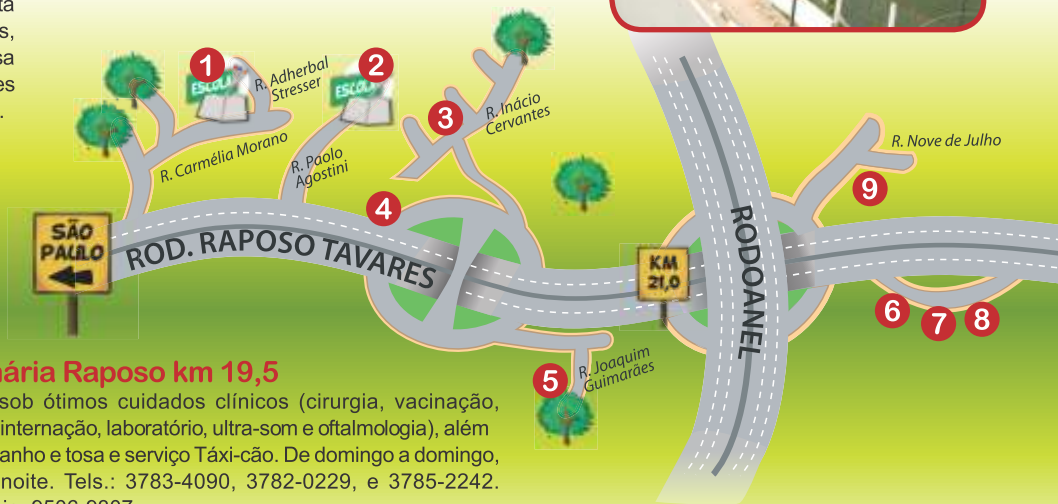 s,
sa
es
.
1
ESCOLA
R. Adherbal
Stresser
2
ESCOLA
3
R. Inácio
Cervantes
R. Carmélia Morano
R. Paolo
Agostini
R. Nove de Julho
9
4
SÃO
PAULO
ROD. RAPOSO TAVARES
KM
21,0
RODOANEL
6
7
8
5
R. Joaquim
Guimarães
ária Raposo km 19,5
sob ótimos cuidados clínicos (cirurgia, vacinação,
internação, laboratório, ultra-som e oftalmologia), além
anho e tosa e serviço Táxi-cão. De domingo a domingo,
noite. Tels.: 3783-4090, 3782-0229, e 3785-2242.